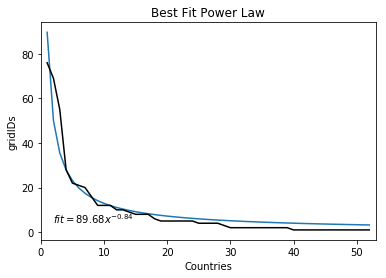 Best Fit Power Law
gridIDs
80
60
40
20
0
fit = 89.68x^{-0.84}
0 10 20 30 40 50
Countries